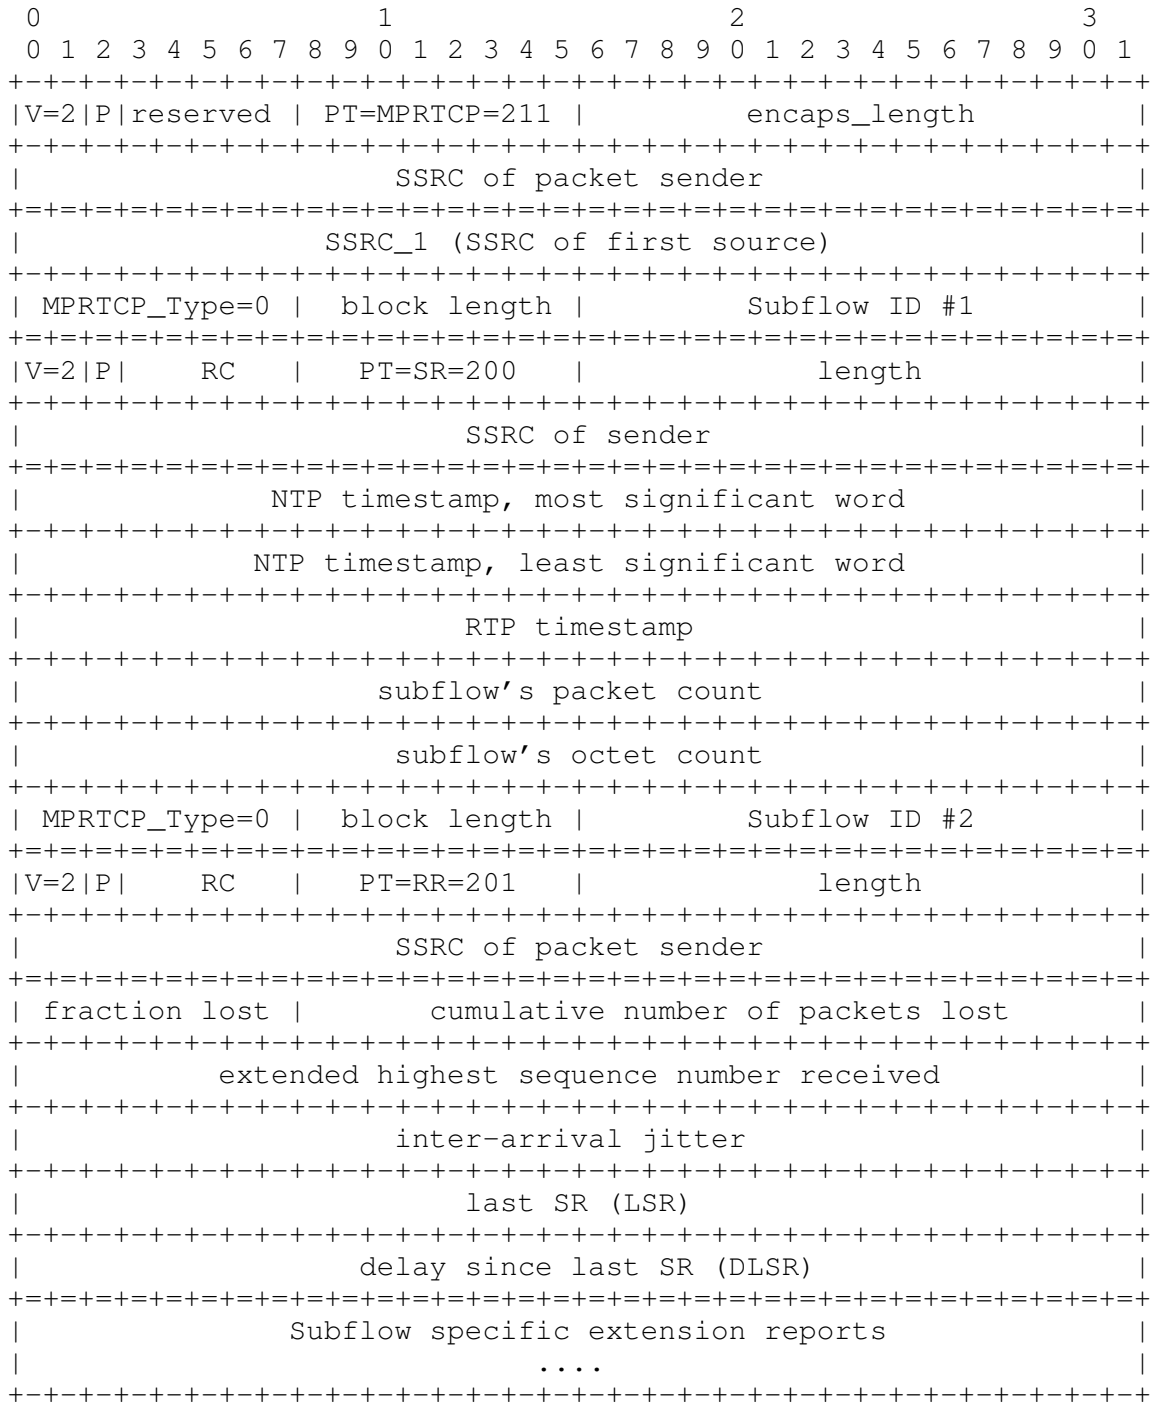 0                   1                   2                   3
 0 1 2 3 4 5 6 7 8 9 0 1 2 3 4 5 6 7 8 9 0 1 2 3 4 5 6 7 8 9 0 1
+-+-+-+-+-+-+-+-+-+-+-+-+-+-+-+-+-+-+-+-+-+-+-+-+-+-+-+-+-+-+-+-+
|V=2|P|reserved | PT=MPRTCP=211 |         encaps_length         |
+-+-+-+-+-+-+-+-+-+-+-+-+-+-+-+-+-+-+-+-+-+-+-+-+-+-+-+-+-+-+-+-+
|                     SSRC of packet sender                     |
+=+=+=+=+=+=+=+=+=+=+=+=+=+=+=+=+=+=+=+=+=+=+=+=+=+=+=+=+=+=+=+=+
|                 SSRC_1 (SSRC of first source)                 |
+-+-+-+-+-+-+-+-+-+-+-+-+-+-+-+-+-+-+-+-+-+-+-+-+-+-+-+-+-+-+-+-+
| MPRTCP_Type=0 |  block length |         Subflow ID #1         |
+=+=+=+=+=+=+=+=+=+=+=+=+=+=+=+=+=+=+=+=+=+=+=+=+=+=+=+=+=+=+=+=+
|V=2|P|    RC   |   PT=SR=200   |             length            |
+-+-+-+-+-+-+-+-+-+-+-+-+-+-+-+-+-+-+-+-+-+-+-+-+-+-+-+-+-+-+-+-+
|                         SSRC of sender                        |
+=+=+=+=+=+=+=+=+=+=+=+=+=+=+=+=+=+=+=+=+=+=+=+=+=+=+=+=+=+=+=+=+
|              NTP timestamp, most significant word             |
+-+-+-+-+-+-+-+-+-+-+-+-+-+-+-+-+-+-+-+-+-+-+-+-+-+-+-+-+-+-+-+-+
|             NTP timestamp, least significant word             |
+-+-+-+-+-+-+-+-+-+-+-+-+-+-+-+-+-+-+-+-+-+-+-+-+-+-+-+-+-+-+-+-+
|                         RTP timestamp                         |
+-+-+-+-+-+-+-+-+-+-+-+-+-+-+-+-+-+-+-+-+-+-+-+-+-+-+-+-+-+-+-+-+
|                    subflow’s packet count                     |
+-+-+-+-+-+-+-+-+-+-+-+-+-+-+-+-+-+-+-+-+-+-+-+-+-+-+-+-+-+-+-+-+
|                     subflow’s octet count                     |
+-+-+-+-+-+-+-+-+-+-+-+-+-+-+-+-+-+-+-+-+-+-+-+-+-+-+-+-+-+-+-+-+
| MPRTCP_Type=0 |  block length |         Subflow ID #2         |
+=+=+=+=+=+=+=+=+=+=+=+=+=+=+=+=+=+=+=+=+=+=+=+=+=+=+=+=+=+=+=+=+
|V=2|P|    RC   |   PT=RR=201   |             length            |
+-+-+-+-+-+-+-+-+-+-+-+-+-+-+-+-+-+-+-+-+-+-+-+-+-+-+-+-+-+-+-+-+
|                     SSRC of packet sender                     |
+=+=+=+=+=+=+=+=+=+=+=+=+=+=+=+=+=+=+=+=+=+=+=+=+=+=+=+=+=+=+=+=+
| fraction lost |       cumulative number of packets lost       |
+-+-+-+-+-+-+-+-+-+-+-+-+-+-+-+-+-+-+-+-+-+-+-+-+-+-+-+-+-+-+-+-+
|           extended highest sequence number received           |
+-+-+-+-+-+-+-+-+-+-+-+-+-+-+-+-+-+-+-+-+-+-+-+-+-+-+-+-+-+-+-+-+
|                     inter-arrival jitter                      |
+-+-+-+-+-+-+-+-+-+-+-+-+-+-+-+-+-+-+-+-+-+-+-+-+-+-+-+-+-+-+-+-+
|                         last SR (LSR)                         |
+-+-+-+-+-+-+-+-+-+-+-+-+-+-+-+-+-+-+-+-+-+-+-+-+-+-+-+-+-+-+-+-+
|                   delay since last SR (DLSR)                  |
+=+=+=+=+=+=+=+=+=+=+=+=+=+=+=+=+=+=+=+=+=+=+=+=+=+=+=+=+=+=+=+=+
|               Subflow specific extension reports              |
|                             ....                              |
+-+-+-+-+-+-+-+-+-+-+-+-+-+-+-+-+-+-+-+-+-+-+-+-+-+-+-+-+-+-+-+-+